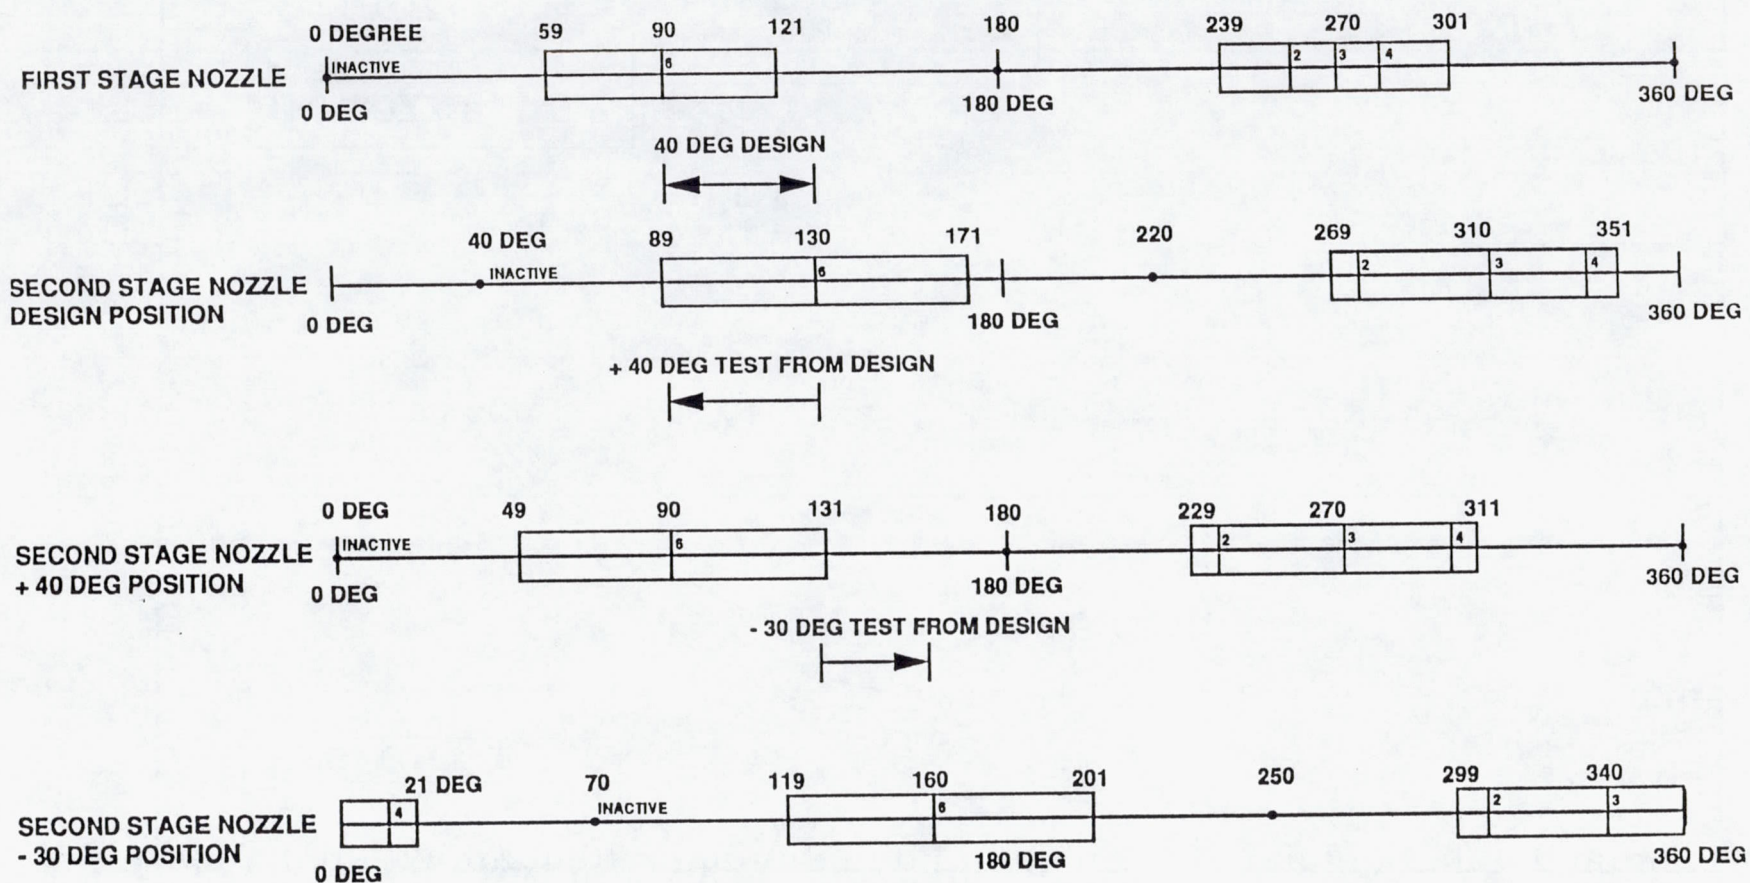 0 DEGREE 59 90 121 180 239 270 301
FIRST STAGE NOZZLE INACTIVE 6 2 3 4
0 DEG 180 DEG 360 DEG
40 DEG DESIGN
40 DEG 89 130 171 220 269 310 351
SECOND STAGE NOZZLE INACTIVE 6 2 3 4
DESIGN POSITION
0 DEG 180 DEG 360 DEG
+ 40 DEG TEST FROM DESIGN
0 DEG 49 90 131 180 229 270 311
SECOND STAGE NOZZLE INACTIVE 6 2 3 4
+ 40 DEG POSITION
0 DEG 180 DEG 360 DEG
- 30 DEG TEST FROM DESIGN
21 DEG 70 119 160 201 250 299 340
SECOND STAGE NOZZLE 4 INACTIVE 6 2 3
- 30 DEG POSITION
0 DEG 180 DEG 360 DEG